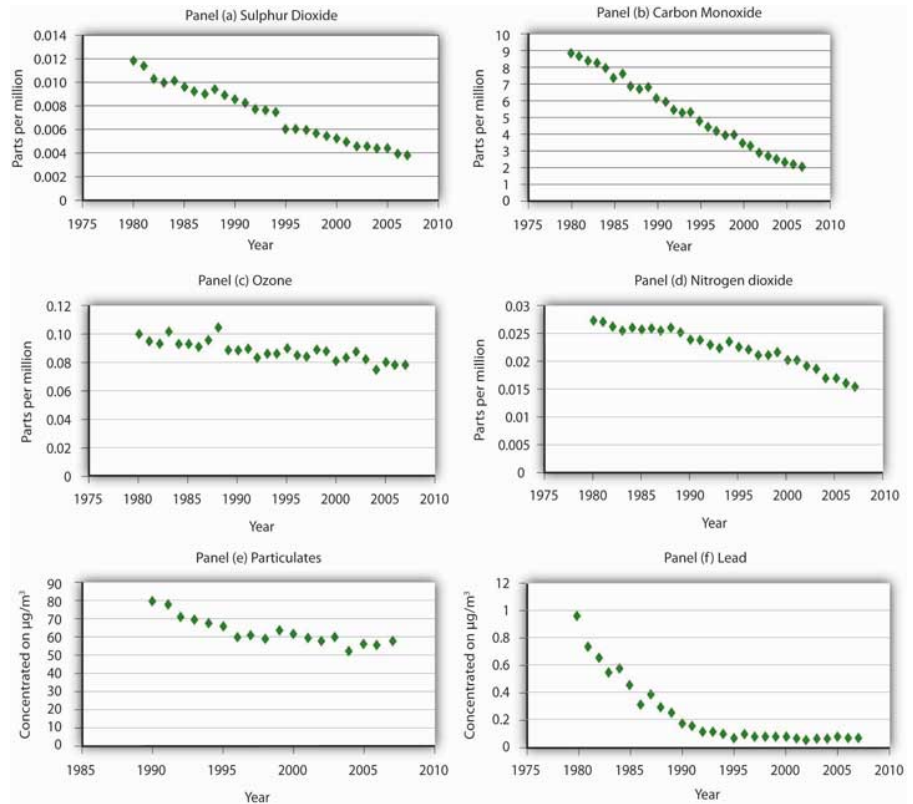 Panel (a) Sulphur Dioxide
Parts per million
0.014
0.012
0.010
0.008
0.006
0.004
0.002
0
1975 1980 1985 1990 1995 2000 2005 2010
Year
Panel (b) Carbon Monoxide
Parts per million
10
9
8
7
6
5
4
3
2
1
0
1975 1980 1985 1990 1995 2000 2005 2010
Year
Panel (c) Ozone
Parts per million
0.12
0.10
0.08
0.06
0.04
0.02
0
1975 1980 1985 1990 1995 2000 2005 2010
Year
Panel (d) Nitrogen dioxide
Parts per million
0.03
0.025
0.02
0.015
0.01
0.005
0
1975 1980 1985 1990 1995 2000 2005 2010
Year
Panel (e) Particulates
Concentrated on µg/m³
90
80
70
60
50
40
30
20
10
0
1985 1990 1995 2000 2005 2010
Year
Panel (f) Lead
Concentrated on µg/m³
1.2
1
0.8
0.6
0.4
0.2
0
1975 1980 1985 1990 1995 2000 2005 2010
Year